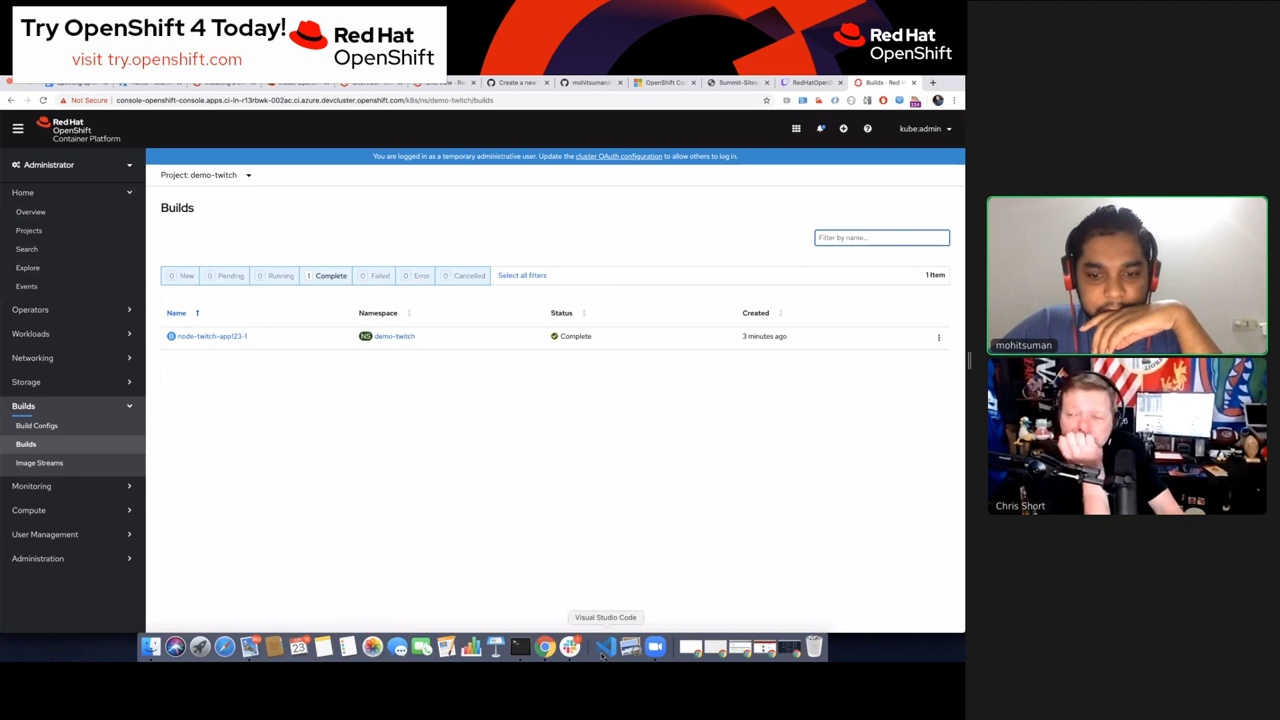 Try OpenShift 4 Today!
visit try.openshift.com
Red Hat
OpenShift
Red Hat
OpenShift
Create a new
mohitsuman
OpenShift Co
Summit-Sites
RedHatOpen
Builds - Red H
Not Secure
console-openshift-console.apps.ci-ln-r13rbwk-002ac.ci.azure.devcluster.openshift.com/k8s/ns/demo-twitch/builds
Red Hat
OpenShift
Container Platform
kube:admin
Administrator
You are logged in as a temporary administrative user. Update the cluster OAuth configuration to allow others to log in.
Project: demo-twitch
Home
Overview
Projects
Search
Explore
Events
Operators
Workloads
Networking
Storage
Builds
Build Configs
Builds
Image Streams
Monitoring
Compute
User Management
Administration
Builds
Filter by name...
0 New 0 Pending 0 Running 1 Complete 0 Failed 0 Error 0 Cancelled Select all filters 1 Item
Name Namespace Status Created
B node-twitch-app123-1 NS demo-twitch Complete 3 minutes ago
Visual Studio Code
mohitsuman
Chris Short